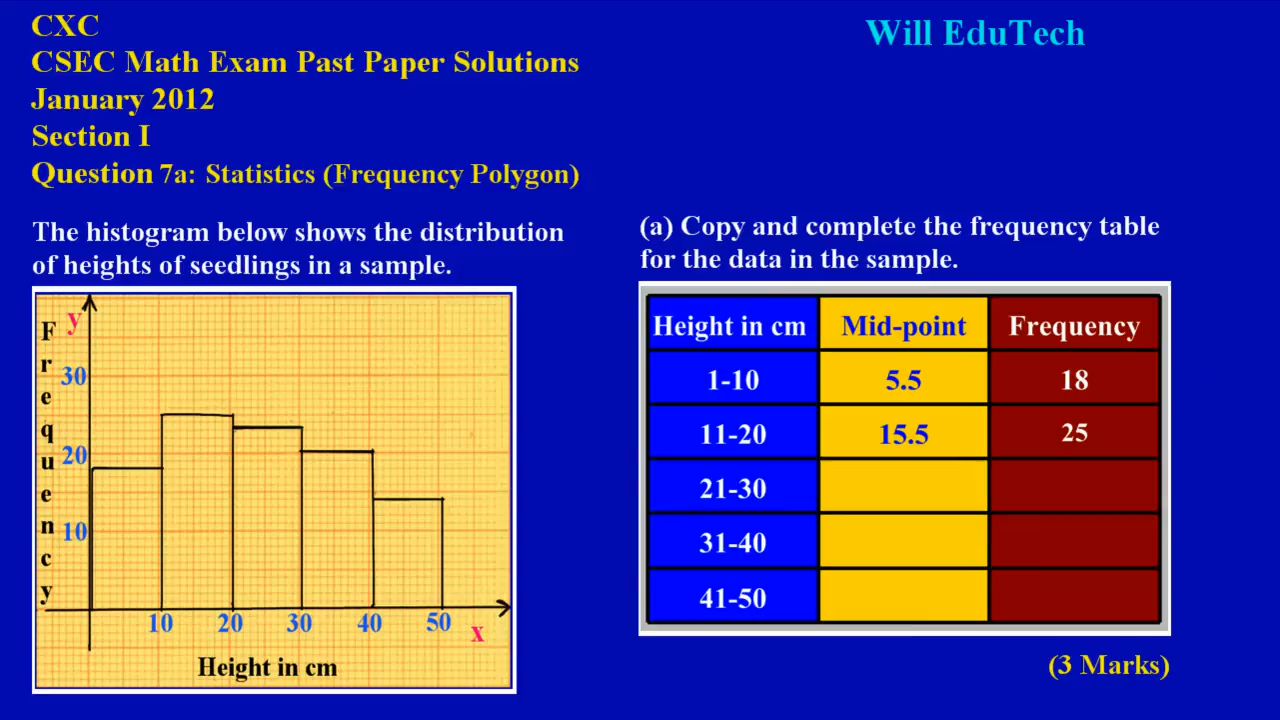 CXC
CSEC Math Exam Past Paper Solutions
January 2012
Section I
Question 7a: Statistics (Frequency Polygon)
Will EduTech
The histogram below shows the distribution
of heights of seedlings in a sample.
y
Frequency
30
20
10
10 20 30 40 50
x
Height in cm
(a) Copy and complete the frequency table
for the data in the sample.
Height in cm Mid-point Frequency
1-10 5.5 18
11-20 15.5 25
21-30
31-40
41-50
(3 Marks)